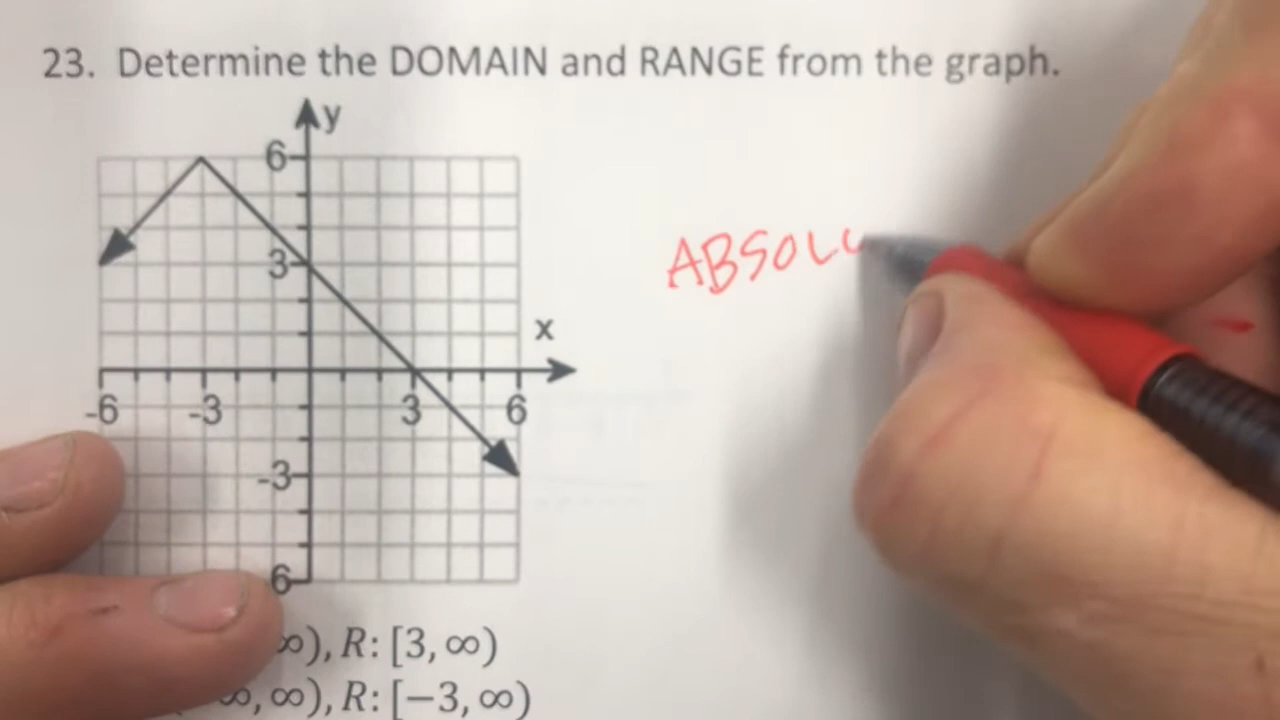 23. Determine the DOMAIN and RANGE from the graph.
y
6
3
x
-6 -3 3 6
-3
6
ABSOLU
∞), R: [3, ∞)
∞, ∞), R: [−3, ∞)